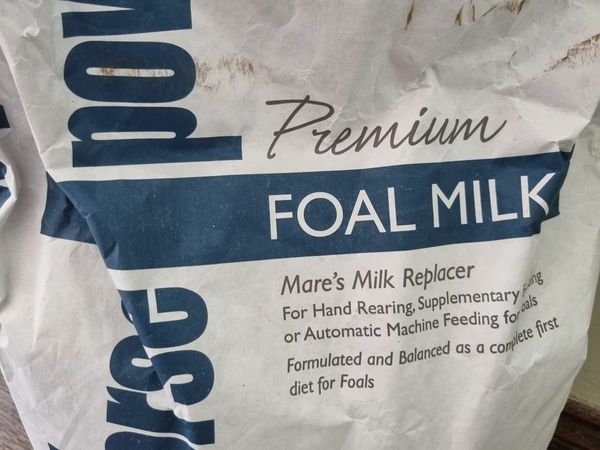 Premium
FOAL MILK
Mare's Milk Replacer
For Hand Rearing, Supplementary
or Automatic Machine Feeding for
Formulated and Balanced as a complete first
diet for Foals